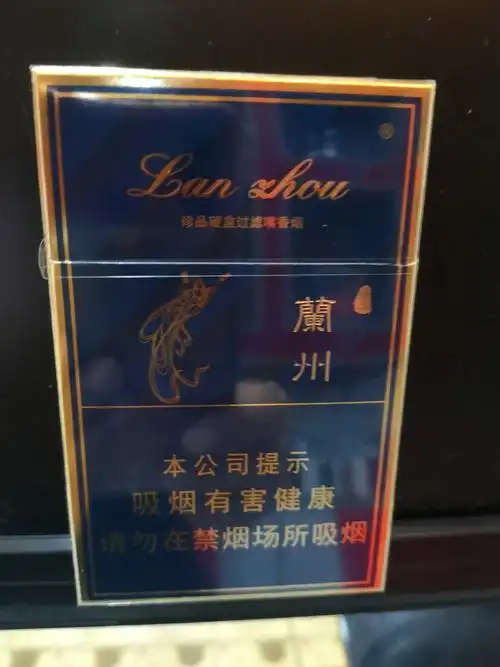 ®
Lan zhou
珍品硬盒过滤嘴香烟
蘭
州
本公司提示
吸烟有害健康
请勿在禁烟场所吸烟